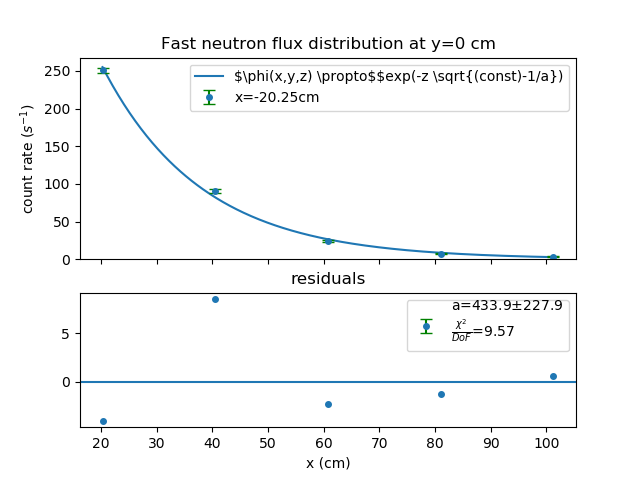 Fast neutron flux distribution at y=0 cm
250
200
150
100
50
0
count rate (s⁻¹)
$\phi(x,y,z) \propto$$exp(-z \sqrt{(const)-1/a})
x=-20.25cm
residuals
5
0
a=433.9±227.9
χ²/DoF=9.57
20 30 40 50 60 70 80 90 100
x (cm)